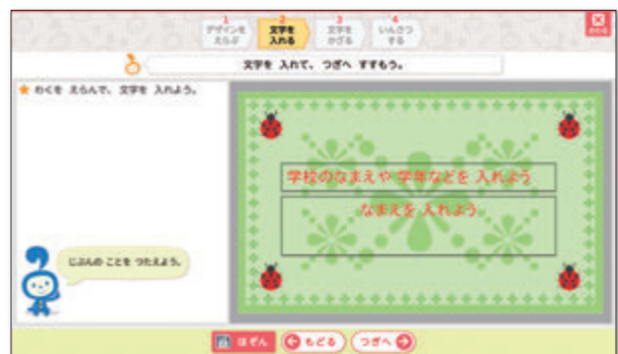 1
デザインを
えらぶ
2
文字を
入れる
3
文字を
かざる
4
いんさつ
する
おわる
文字を 入れて、つぎへ すすもう。
★ わくを えらんで、文字を 入れよう。
学校のなまえや 学年などを 入れよう
なまえを 入れよう
じぶんの ことを つたえよう。
ほぞん
もどる
つぎへ